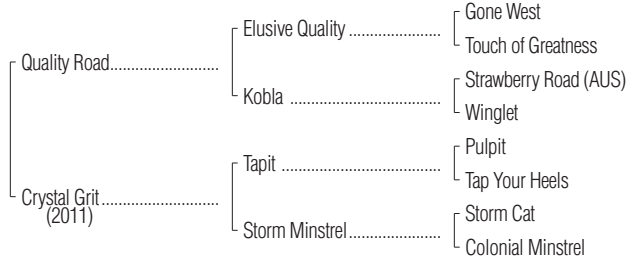 Gone West
Elusive Quality ....................
Touch of Greatness
Quality Road........................
Strawberry Road (AUS)
Kobla .................................
Winglet
Pulpit
Tapit ...................................
Tap Your Heels
Crystal Grit ..........................
(2011)
Storm Cat
Storm Minstrel....................
Colonial Minstrel